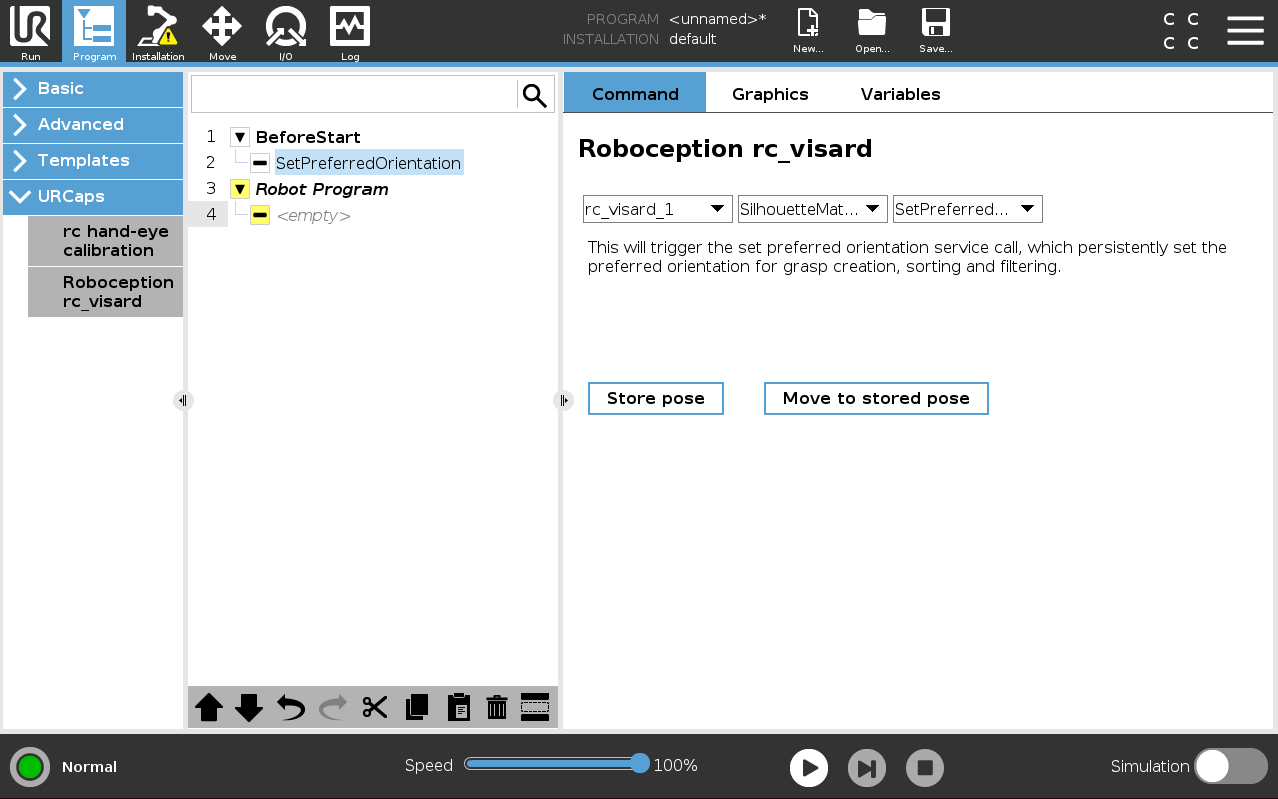 UR
Run
Program
Installation
Move
I/O
Log
PROGRAM <unnamed>*
INSTALLATION default
New...
Open...
Save...
C C
C C
Basic
Advanced
Templates
URCaps
rc hand-eye
calibration
Roboception
rc_visard
1 BeforeStart
2 SetPreferredOrientation
3 Robot Program
4 <empty>
Command
Graphics
Variables
Roboception rc_visard
rc_visard_1
SilhouetteMat...
SetPreferred...
This will trigger the set preferred orientation service call, which persistently set the
preferred orientation for grasp creation, sorting and filtering.
Store pose
Move to stored pose
Normal
Speed 100%
Simulation